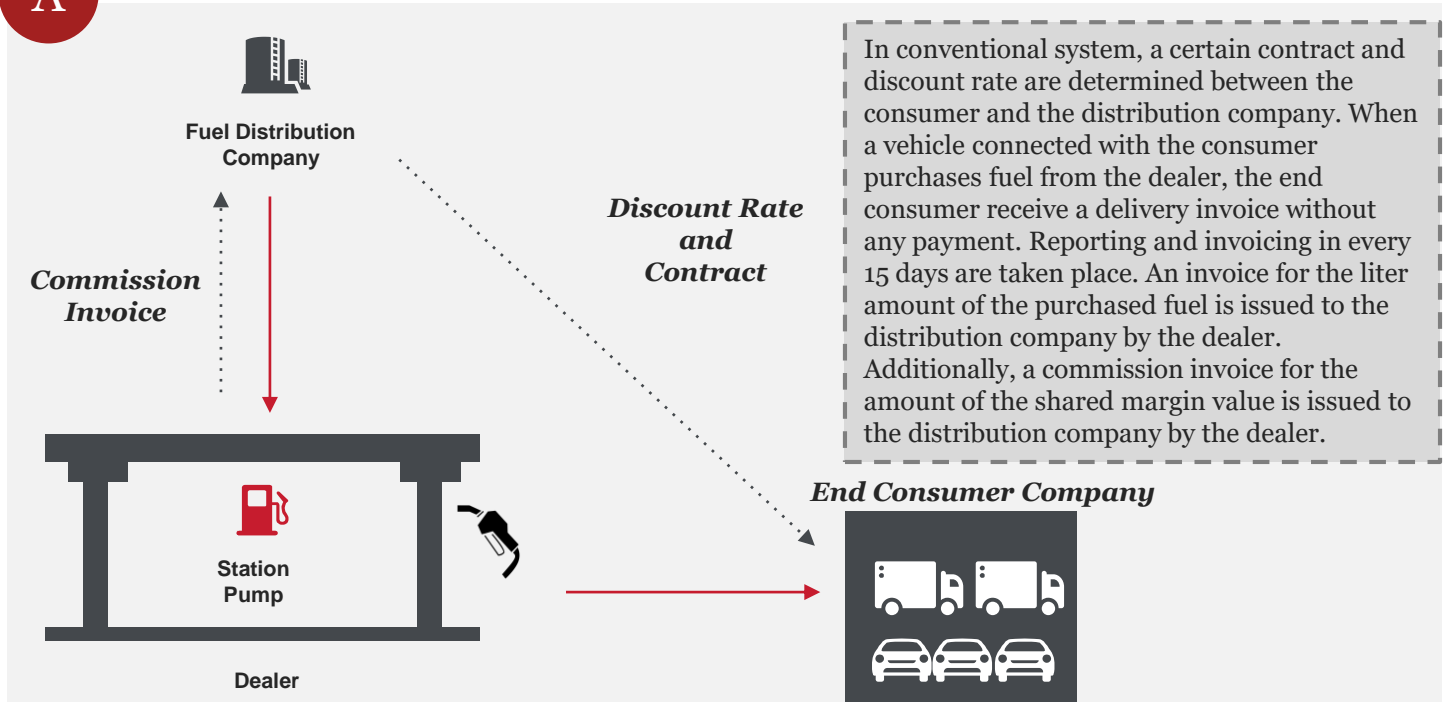 A
Fuel Distribution
Company
Commission
Invoice
Discount Rate
and
Contract
In conventional system, a certain contract and
discount rate are determined between the
consumer and the distribution company. When
a vehicle connected with the consumer
purchases fuel from the dealer, the end
consumer receive a delivery invoice without
any payment. Reporting and invoicing in every
15 days are taken place. An invoice for the liter
amount of the purchased fuel is issued to the
distribution company by the dealer.
Additionally, a commission invoice for the
amount of the shared margin value is issued to
the distribution company by the dealer.
End Consumer Company
Station
Pump
Dealer